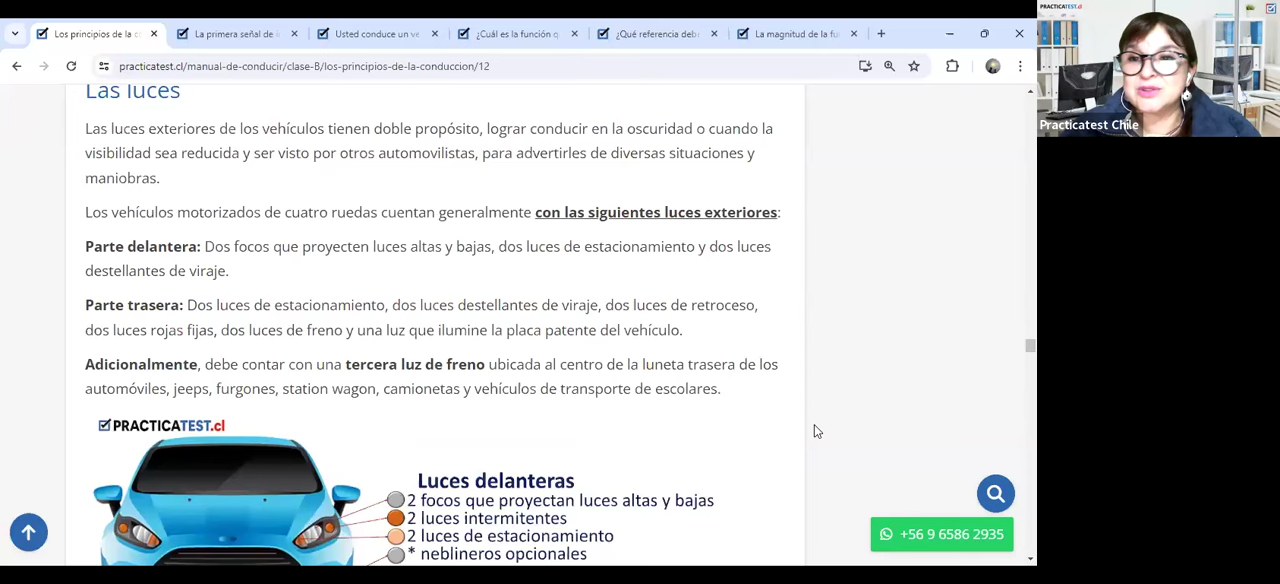 Los principios de la c
La primera señal de i
Usted conduce un ve
¿Cuál es la función q
¿Qué referencia deb
La magnitud de la fu
practicatest.cl/manual-de-conducir/clase-B/los-principios-de-la-conduccion/12
PRACTICATEST.cl
Practicatest Chile
Las luces
Las luces exteriores de los vehículos tienen doble propósito, lograr conducir en la oscuridad o cuando la
visibilidad sea reducida y ser visto por otros automovilistas, para advertirles de diversas situaciones y
maniobras.
Los vehículos motorizados de cuatro ruedas cuentan generalmente con las siguientes luces exteriores:
Parte delantera: Dos focos que proyecten luces altas y bajas, dos luces de estacionamiento y dos luces
destellantes de viraje.
Parte trasera: Dos luces de estacionamiento, dos luces destellantes de viraje, dos luces de retroceso,
dos luces rojas fijas, dos luces de freno y una luz que ilumine la placa patente del vehículo.
Adicionalmente, debe contar con una tercera luz de freno ubicada al centro de la luneta trasera de los
automóviles, jeeps, furgones, station wagon, camionetas y vehículos de transporte de escolares.
PRACTICATEST.cl
Luces delanteras
2 focos que proyectan luces altas y bajas
2 luces intermitentes
2 luces de estacionamiento
* neblineros opcionales
+56 9 6586 2935